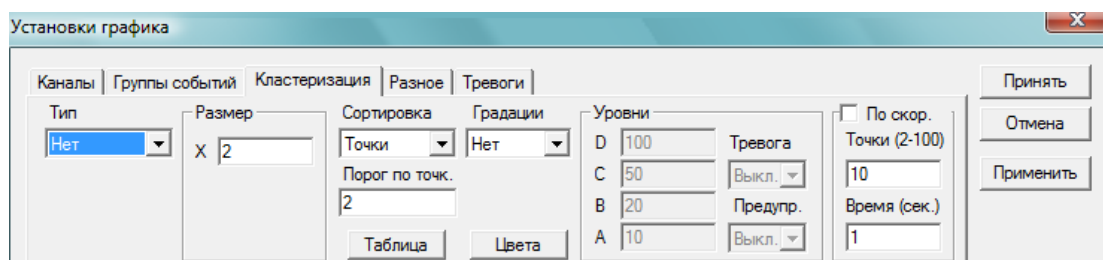 Установки графика
Каналы Группы событий Кластеризация Разное Тревоги
Принять
Отмена
Применить
Тип Размер Сортировка Градации Уровни По скор.
Нет X 2 Точки Нет D 100 Тревога Точки (2-100)
Порог по точк. C 50 Выкл. 10
2 B 20 Предупр. Время (сек.)
Таблица Цвета A 10 Выкл. 1